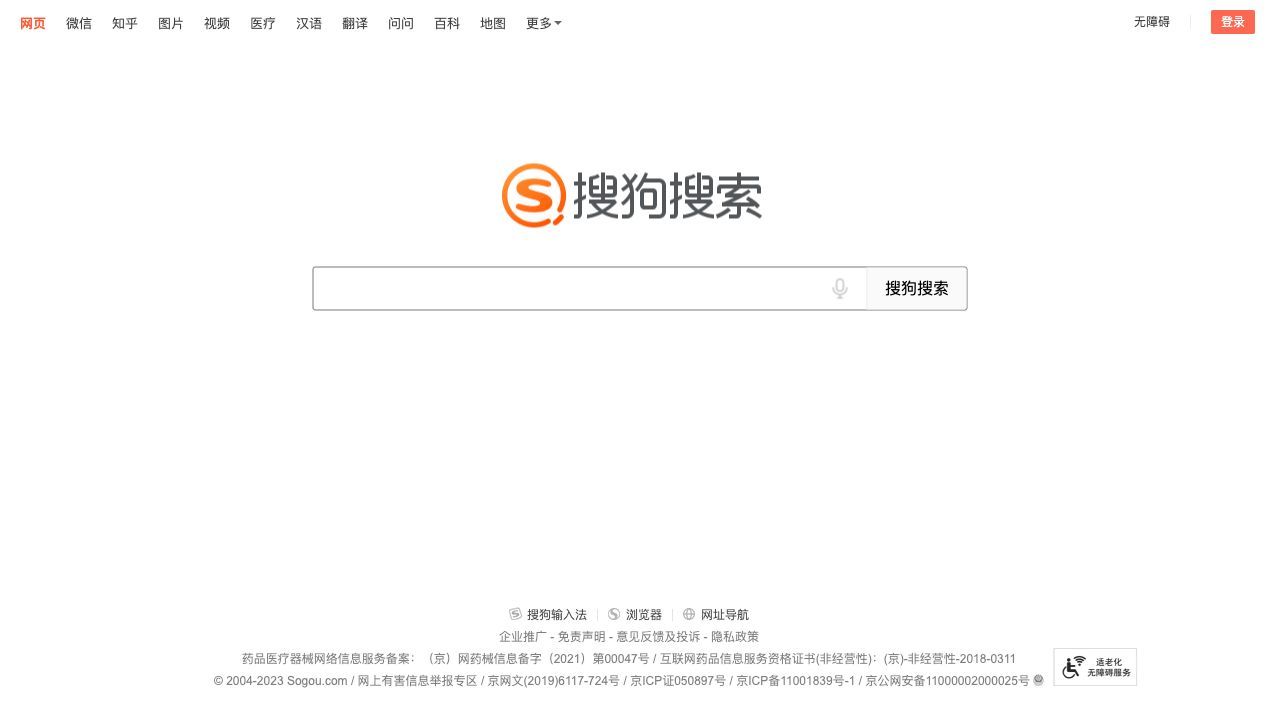 网页 微信 知乎 图片 视频 医疗 汉语 翻译 问问 百科 地图 更多 无障碍 登录
搜狗搜索
搜狗搜索
搜狗输入法 浏览器 网址导航
企业推广 - 免责声明 - 意见反馈及投诉 - 隐私政策
药品医疗器械网络信息服务备案：（京）网药械信息备字（2021）第00047号 / 互联网药品信息服务资格证书(非经营性)：(京)-非经营性-2018-0311
© 2004-2023 Sogou.com / 网上有害信息举报专区 / 京网文(2019)6117-724号 / 京ICP证050897号 / 京ICP备11001839号-1 / 京公网安备11000002000025号
适老化
无障碍服务